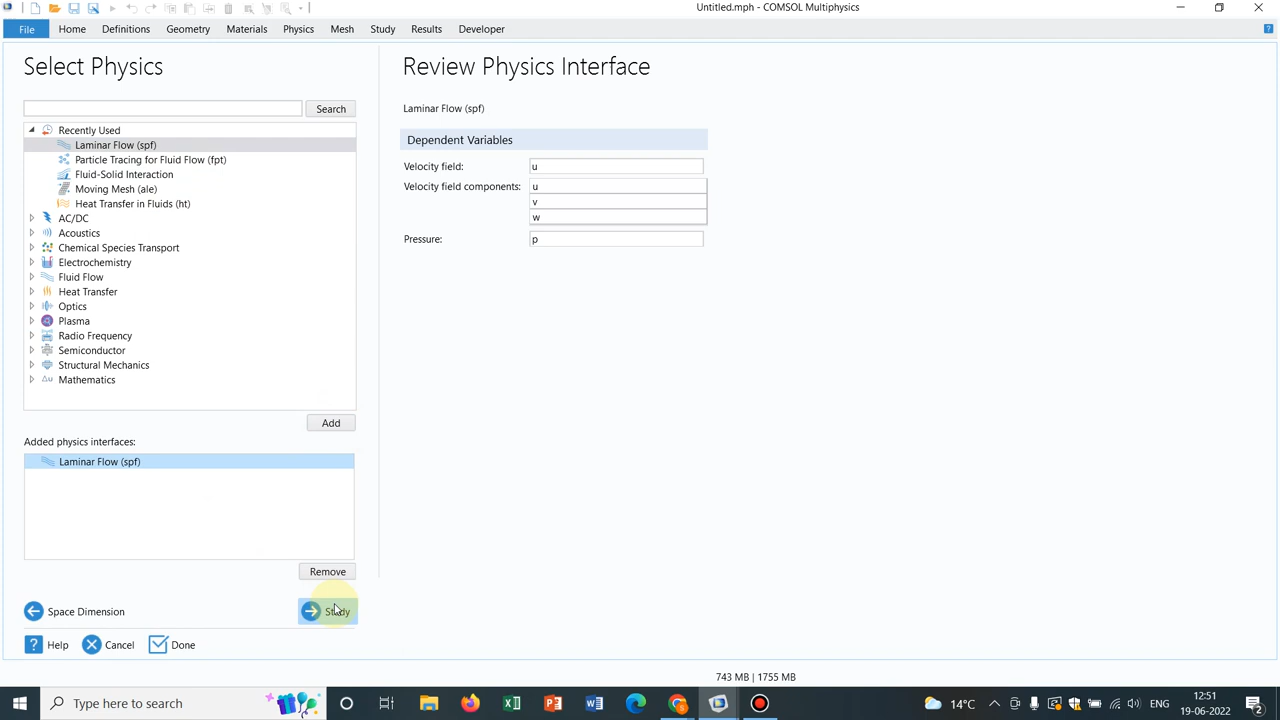 Untitled.mph - COMSOL Multiphysics
File Home Definitions Geometry Materials Physics Mesh Study Results Developer
Select Physics
Search
Recently Used
Laminar Flow (spf)
Particle Tracing for Fluid Flow (fpt)
Fluid-Solid Interaction
Moving Mesh (ale)
Heat Transfer in Fluids (ht)
AC/DC
Acoustics
Chemical Species Transport
Electrochemistry
Fluid Flow
Heat Transfer
Optics
Plasma
Radio Frequency
Semiconductor
Structural Mechanics
Δu Mathematics
Add
Added physics interfaces:
Laminar Flow (spf)
Remove
Space Dimension Study
? Help Cancel Done
Review Physics Interface
Laminar Flow (spf)
Dependent Variables
Velocity field: u
Velocity field components: u
v
w
Pressure: p
743 MB | 1755 MB
Type here to search
14°C
ENG
12:51
19-06-2022
2